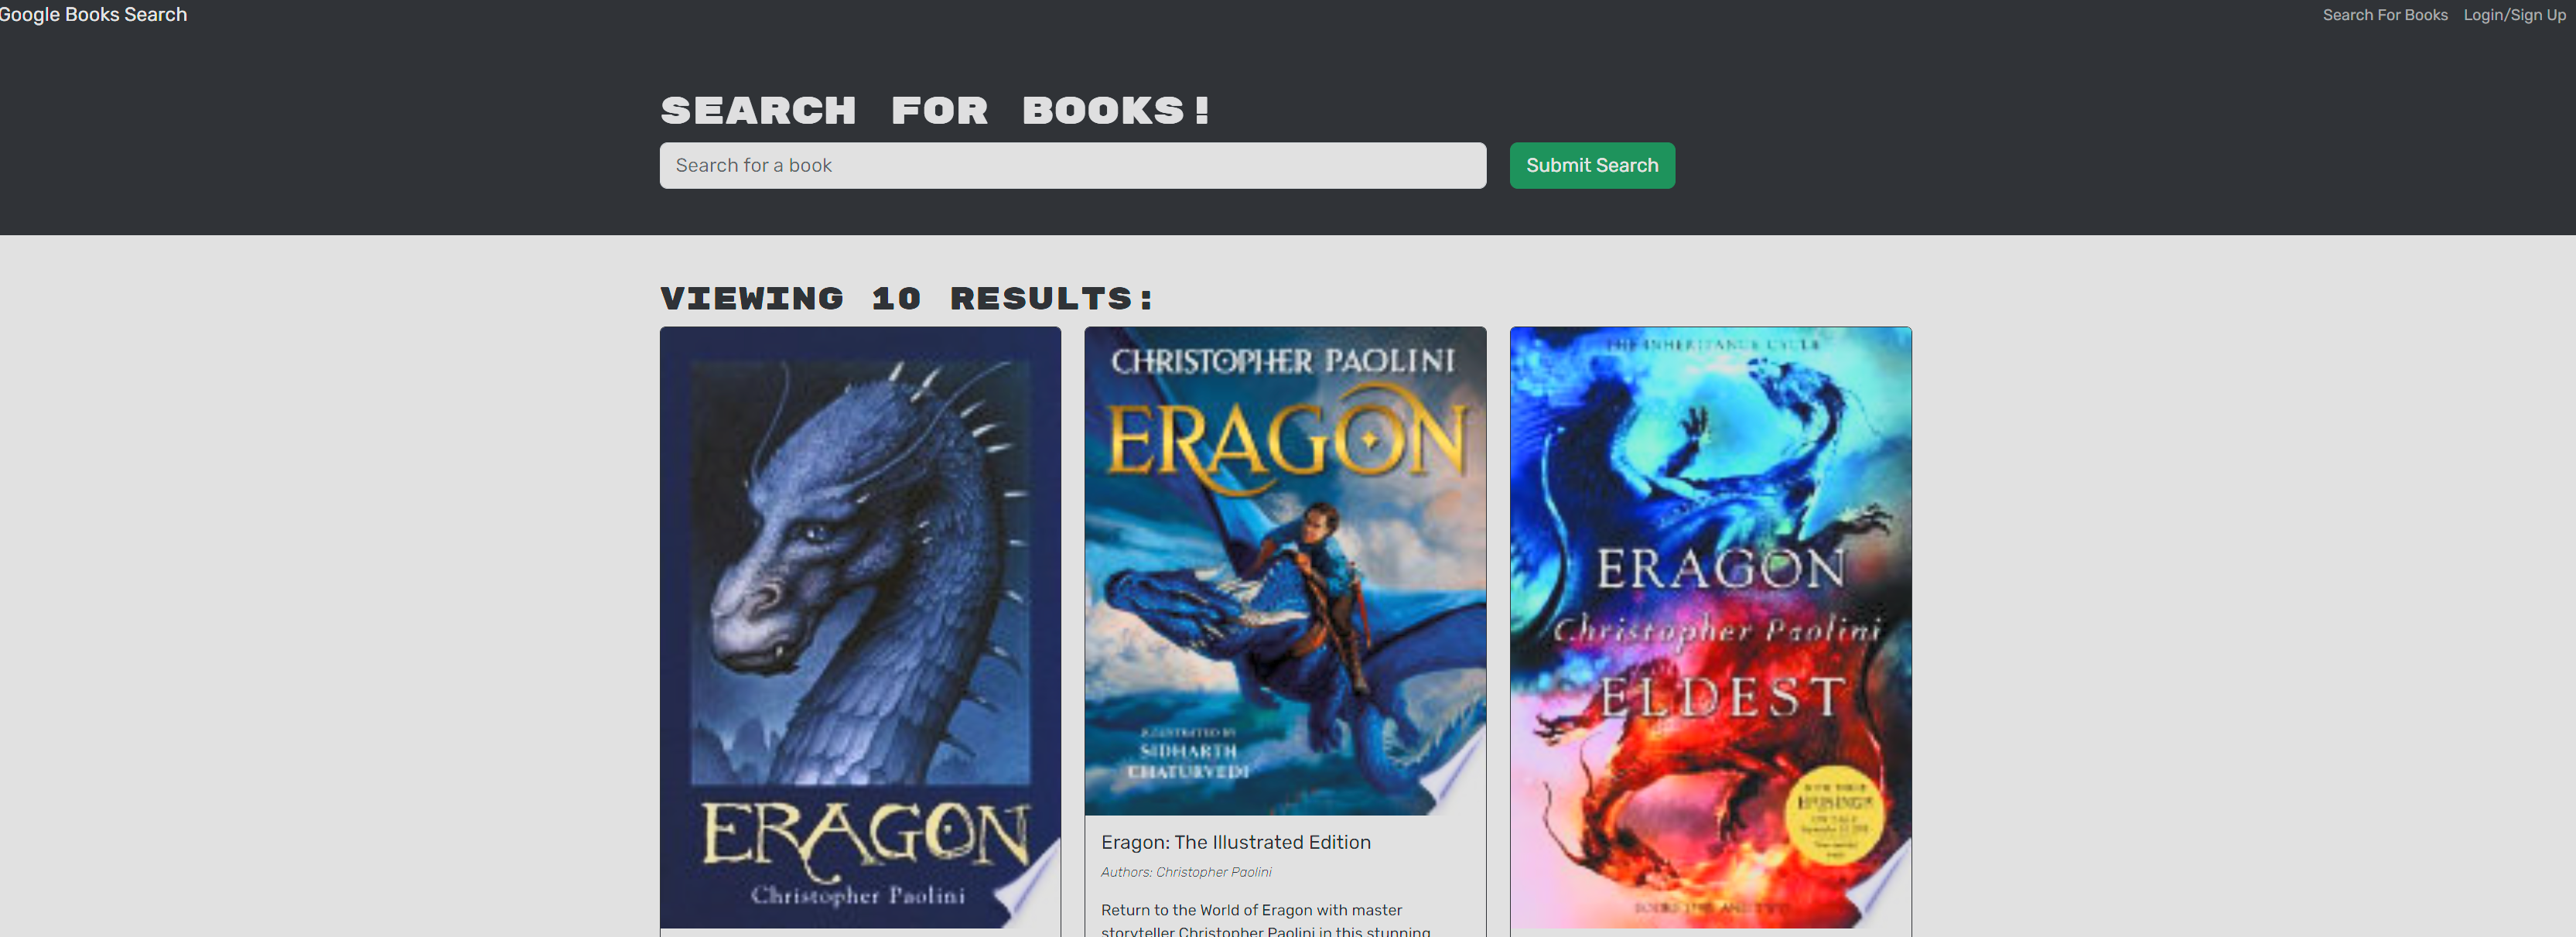 Google Books Search
Search For Books
Login/Sign Up
SEARCH FOR BOOKS!
Search for a book
Submit Search
VIEWING 10 RESULTS:
ERAGON
Christopher Paolini
CHRISTOPHER PAOLINI
ERAGON
ILLUSTRATED BY
SIDHARTH
CHATURVEDI
Eragon: The Illustrated Edition
Authors: Christopher Paolini
Return to the World of Eragon with master
storyteller Christopher Paolini in this stunning
THE INHERITANCE CYCLE
ERAGON
Christopher Paolini
ELDEST